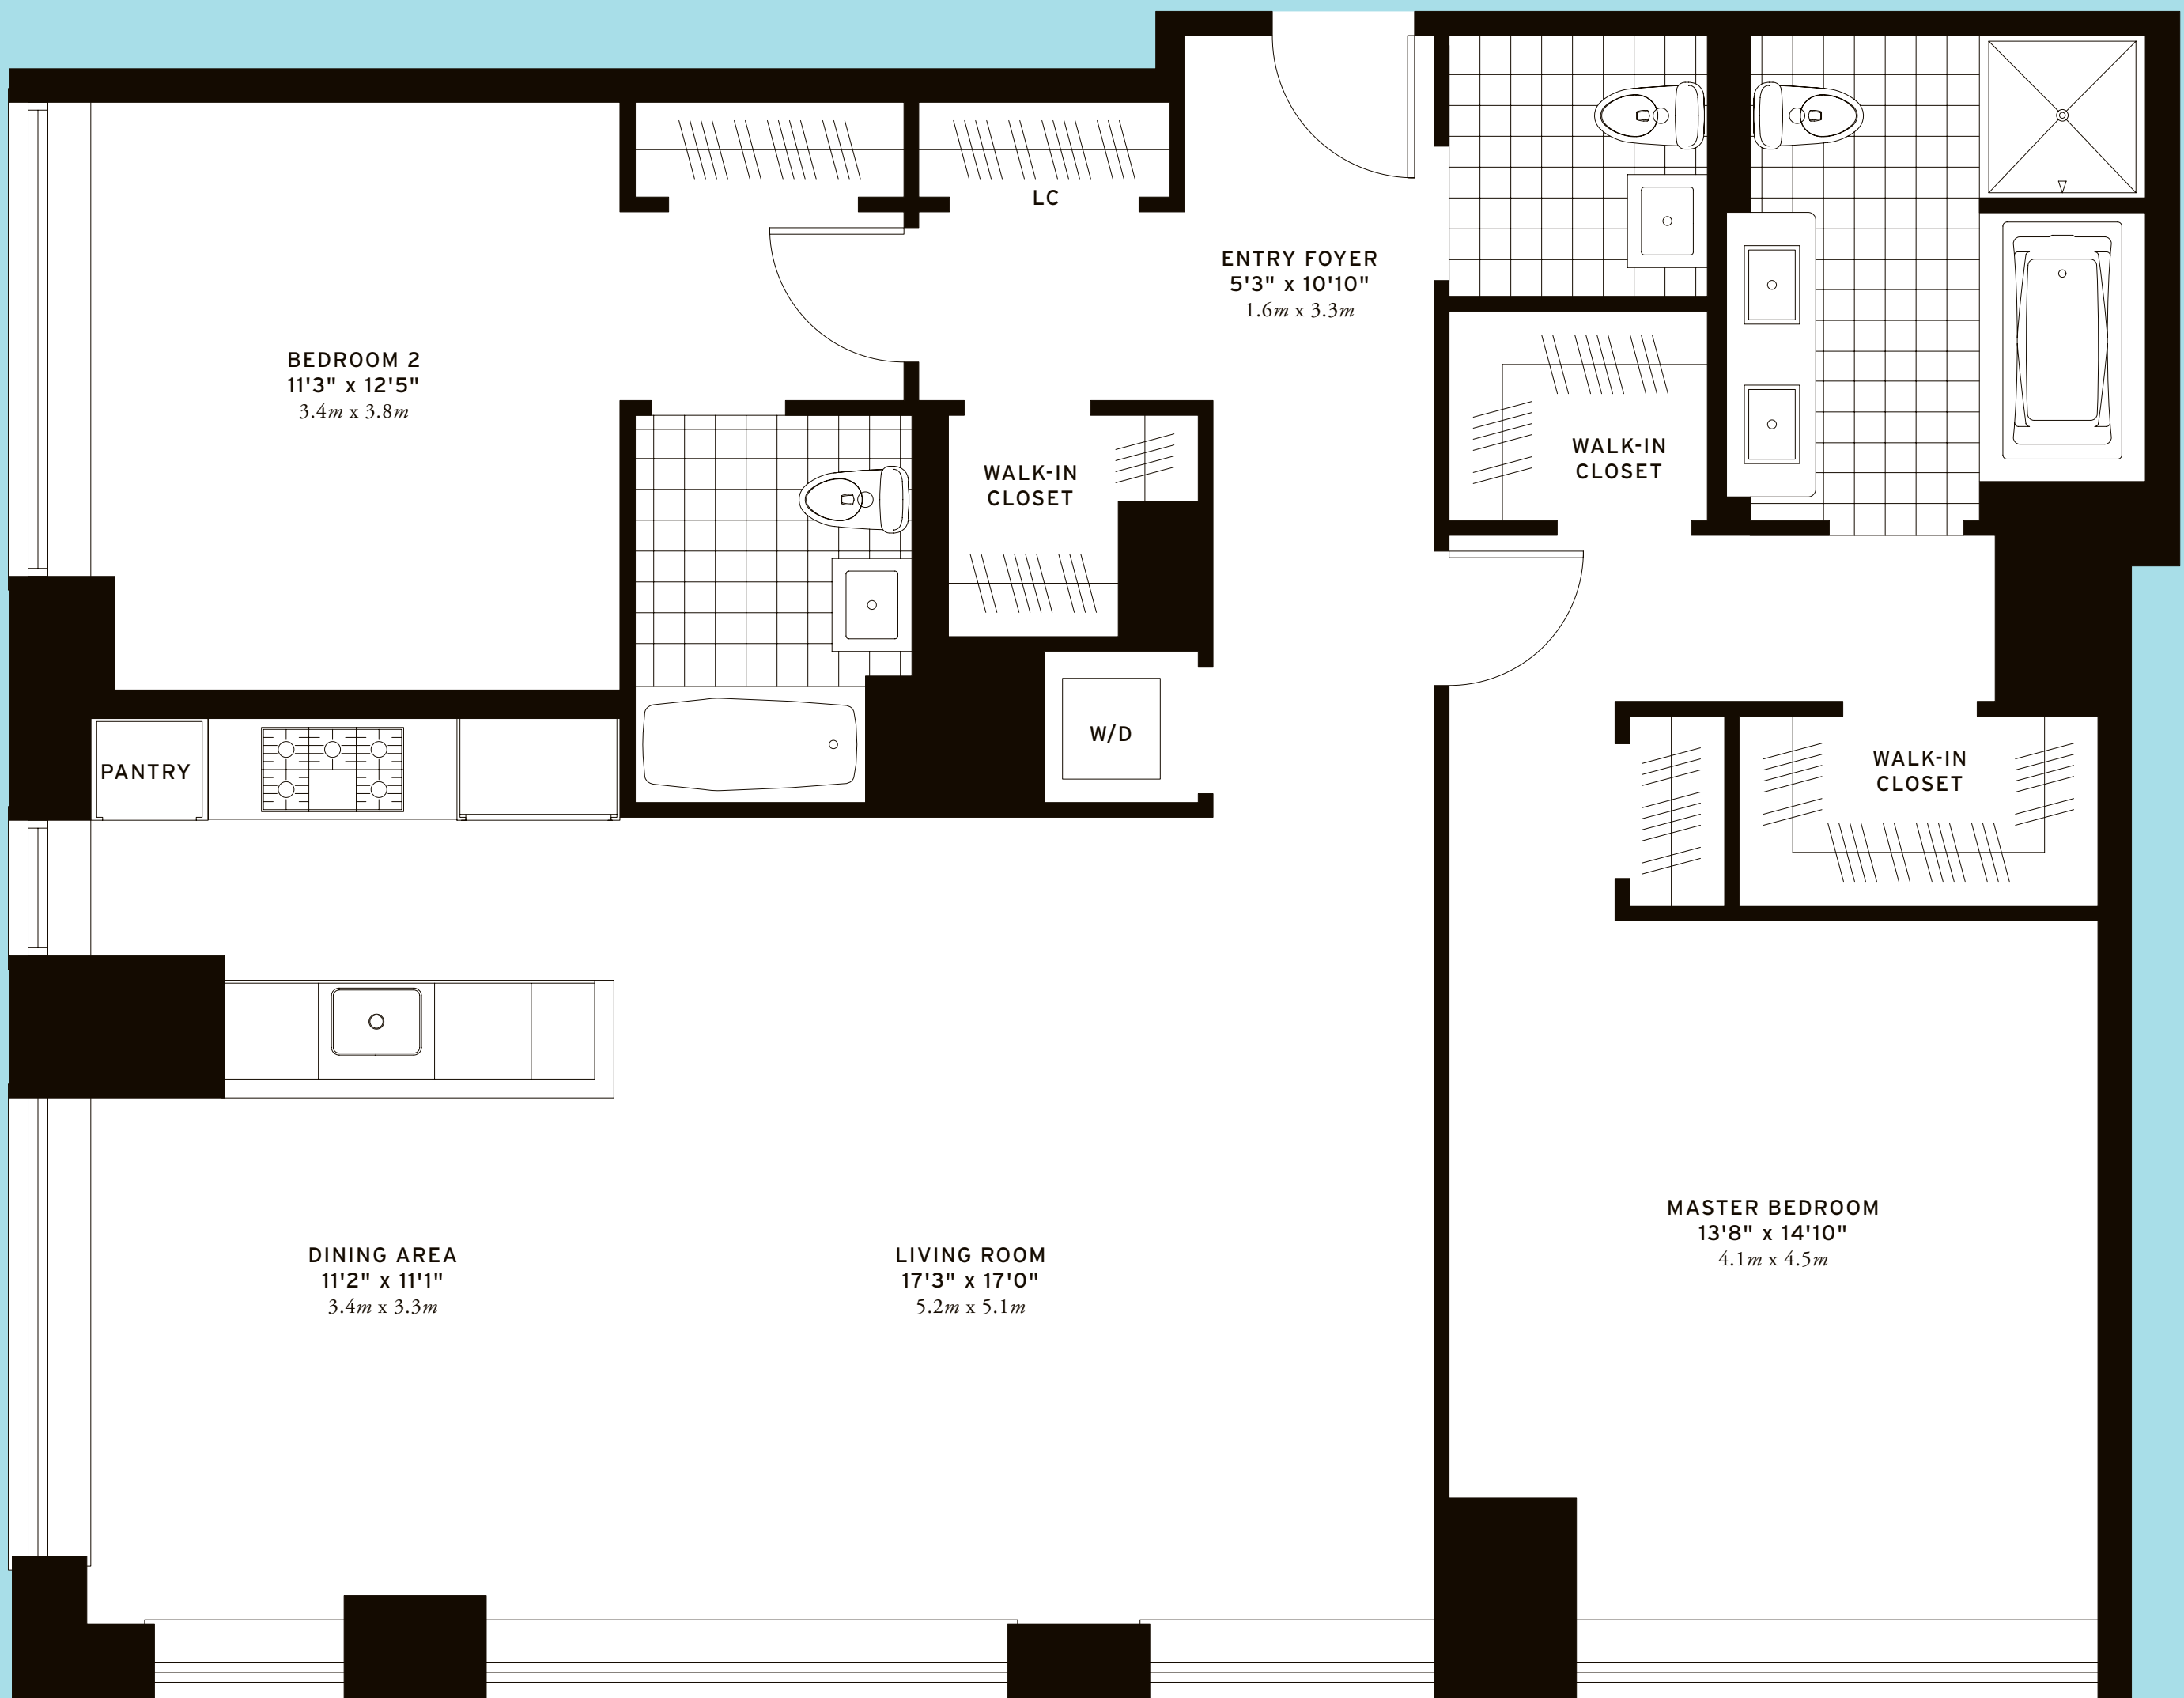 LC
ENTRY FOYER
5'3" x 10'10"
1.6m x 3.3m
BEDROOM 2
11'3" x 12'5"
3.4m x 3.8m
WALK-IN
CLOSET
WALK-IN
CLOSET
W/D
PANTRY
WALK-IN
CLOSET
MASTER BEDROOM
13'8" x 14'10"
4.1m x 4.5m
DINING AREA
11'2" x 11'1"
3.4m x 3.3m
LIVING ROOM
17'3" x 17'0"
5.2m x 5.1m